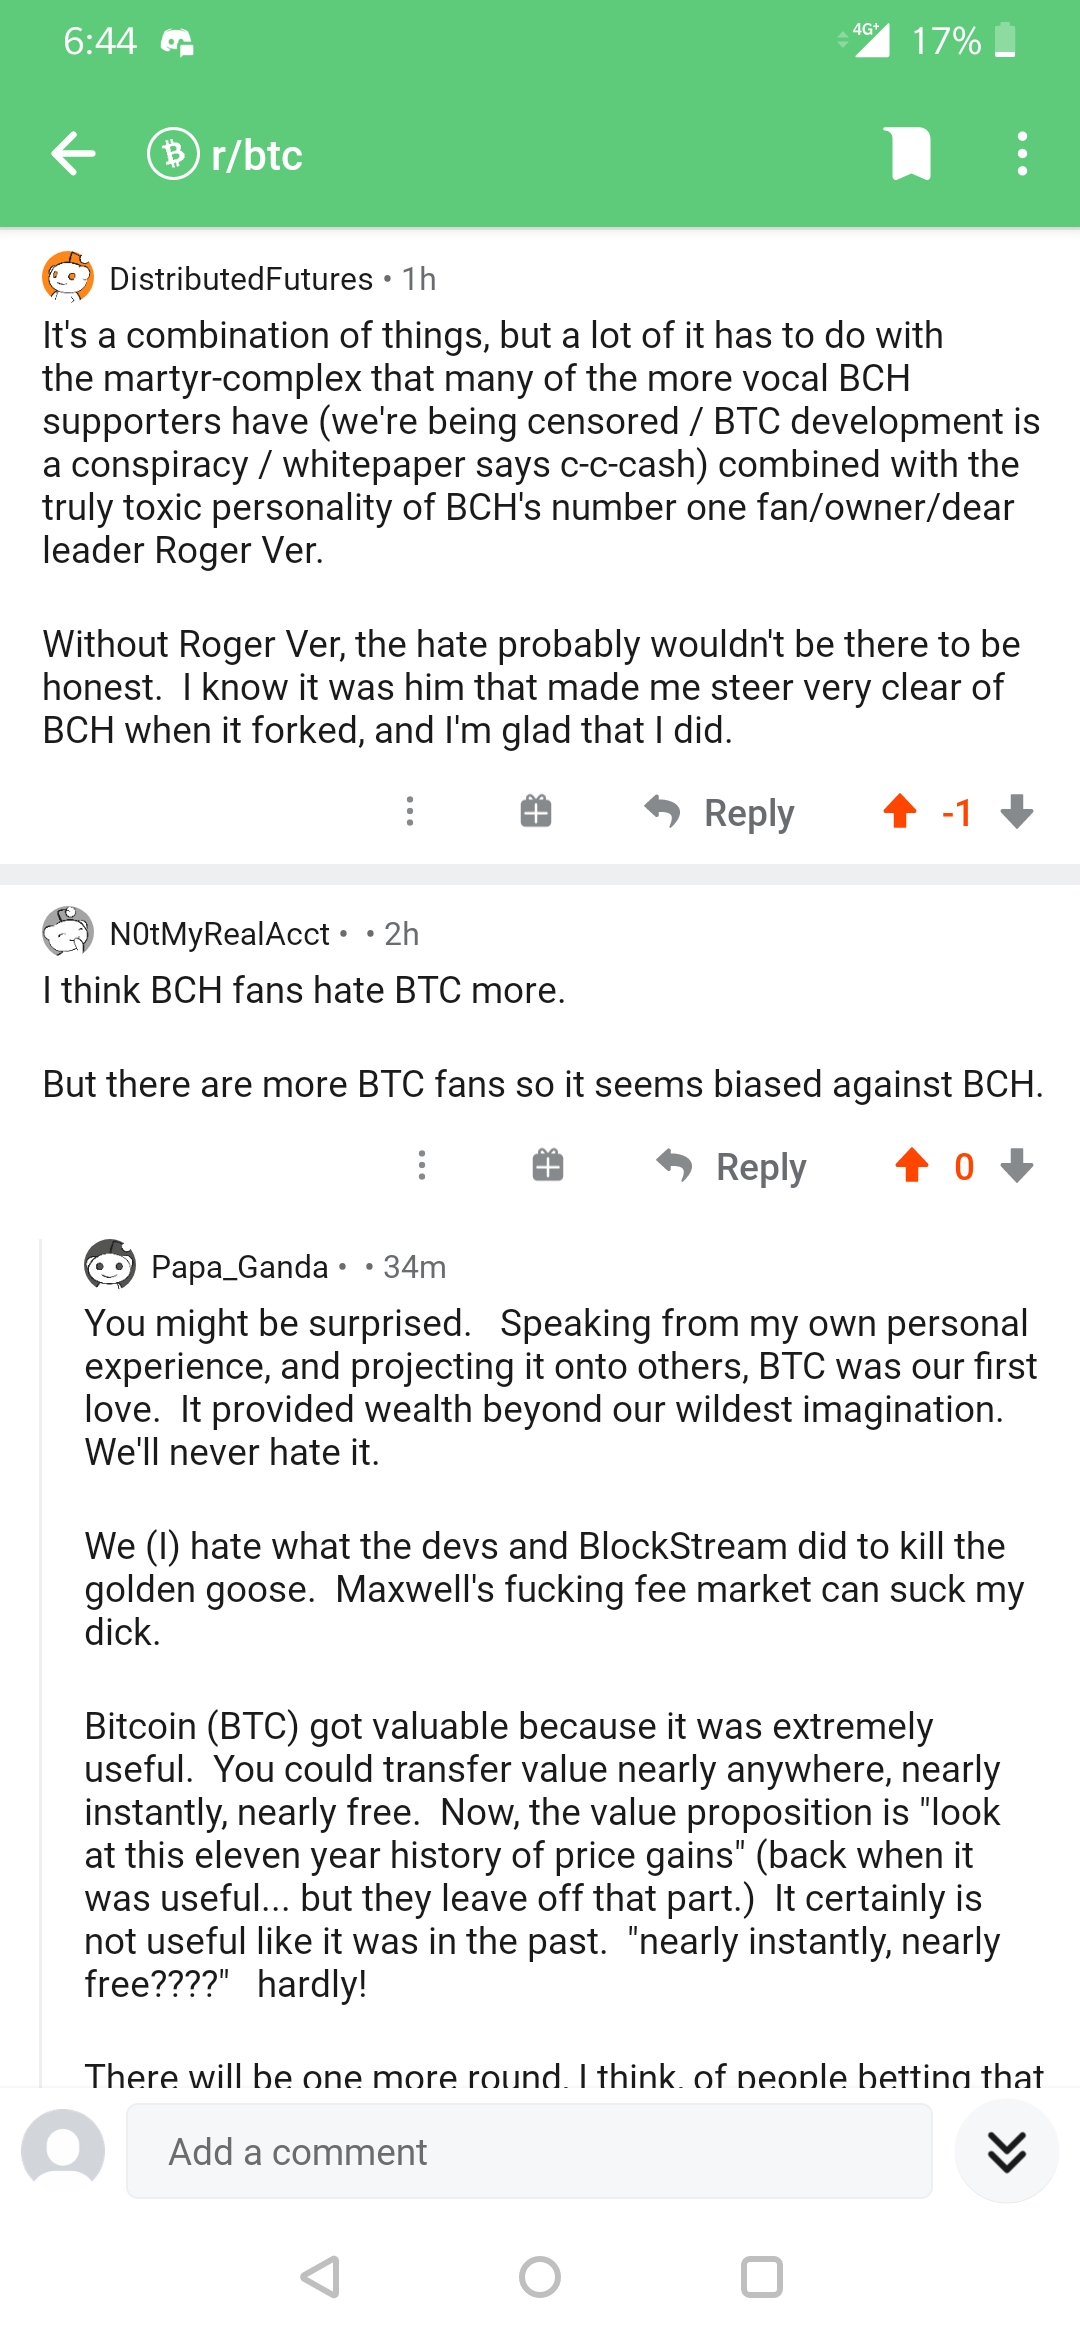 6:44
4G+ 17%
r/btc
DistributedFutures • 1h
It's a combination of things, but a lot of it has to do with
the martyr-complex that many of the more vocal BCH
supporters have (we're being censored / BTC development is
a conspiracy / whitepaper says c-c-cash) combined with the
truly toxic personality of BCH's number one fan/owner/dear
leader Roger Ver.
Without Roger Ver, the hate probably wouldn't be there to be
honest.  I know it was him that made me steer very clear of
BCH when it forked, and I'm glad that I did.
Reply -1
N0tMyRealAcct • • 2h
I think BCH fans hate BTC more.
But there are more BTC fans so it seems biased against BCH.
Reply 0
Papa_Ganda • • 34m
You might be surprised.   Speaking from my own personal
experience, and projecting it onto others, BTC was our first
love.  It provided wealth beyond our wildest imagination.
We'll never hate it.
We (I) hate what the devs and BlockStream did to kill the
golden goose.  Maxwell's fucking fee market can suck my
dick.
Bitcoin (BTC) got valuable because it was extremely
useful.  You could transfer value nearly anywhere, nearly
instantly, nearly free.  Now, the value proposition is "look
at this eleven year history of price gains" (back when it
was useful... but they leave off that part.)  It certainly is
not useful like it was in the past.  "nearly instantly, nearly
free????"   hardly!
There will be one more round, I think, of people betting that
Add a comment